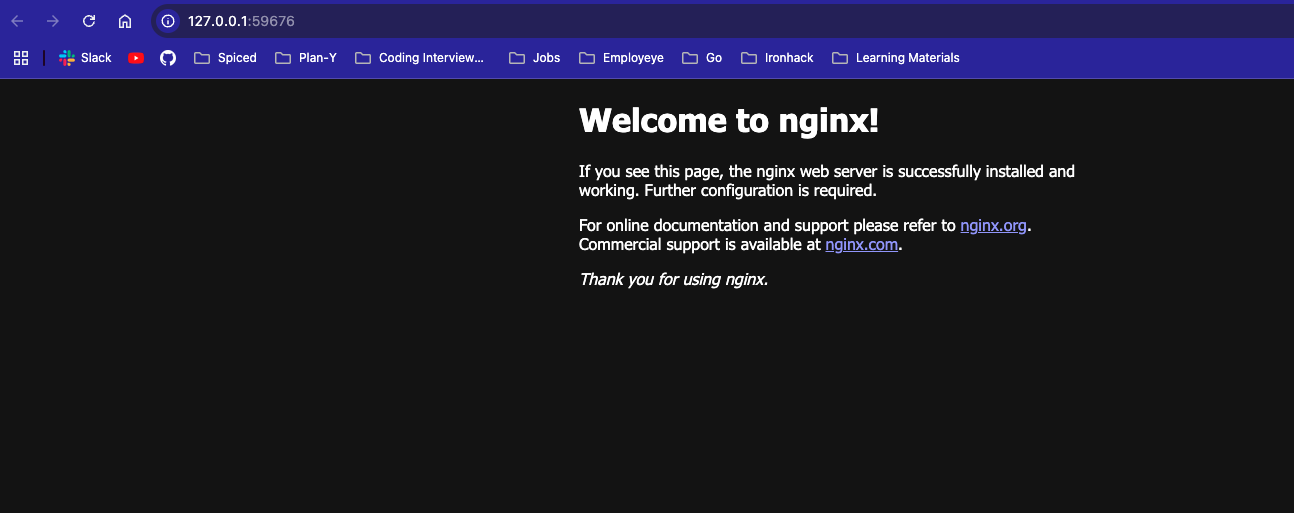 127.0.0.1:59676
Slack Spiced Plan-Y Coding Interview... Jobs Employeye Go Ironhack Learning Materials
Welcome to nginx!
If you see this page, the nginx web server is successfully installed and
working. Further configuration is required.
For online documentation and support please refer to nginx.org.
Commercial support is available at nginx.com.
Thank you for using nginx.